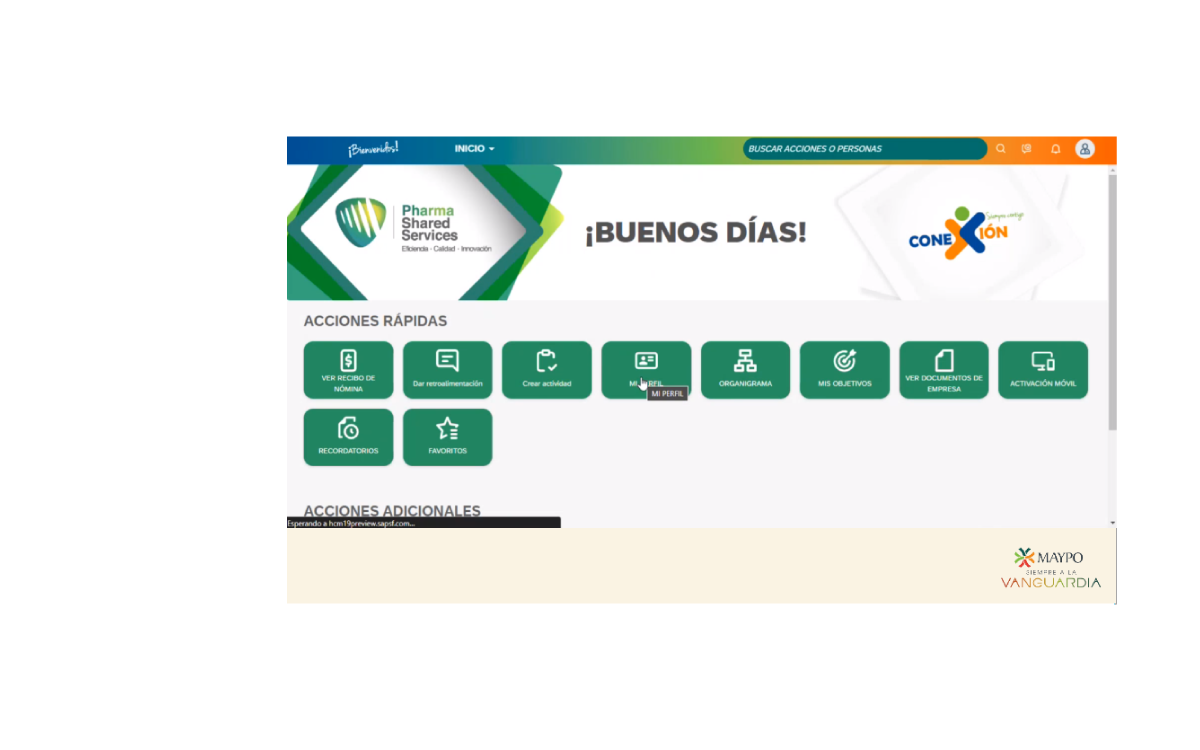 ¡Bienvenidos!
INICIO
BUSCAR ACCIONES O PERSONAS
Pharma
Shared
Services
Eficiencia - Calidad - Innovación
¡BUENOS DÍAS!
Siempre contigo
CONEXIÓN
ACCIONES RÁPIDAS
VER RECIBO DE
NÓMINA
Dar retroalimentación
Crear actividad
MI PERFIL
MI PERFIL
ORGANIGRAMA
MIS OBJETIVOS
VER DOCUMENTOS DE
EMPRESA
ACTIVACIÓN MÓVIL
RECORDATORIOS
FAVORITOS
ACCIONES ADICIONALES
Esperando a hcm19preview.sapsf.com...
MAYPO
SIEMPRE A LA
VANGUARDIA